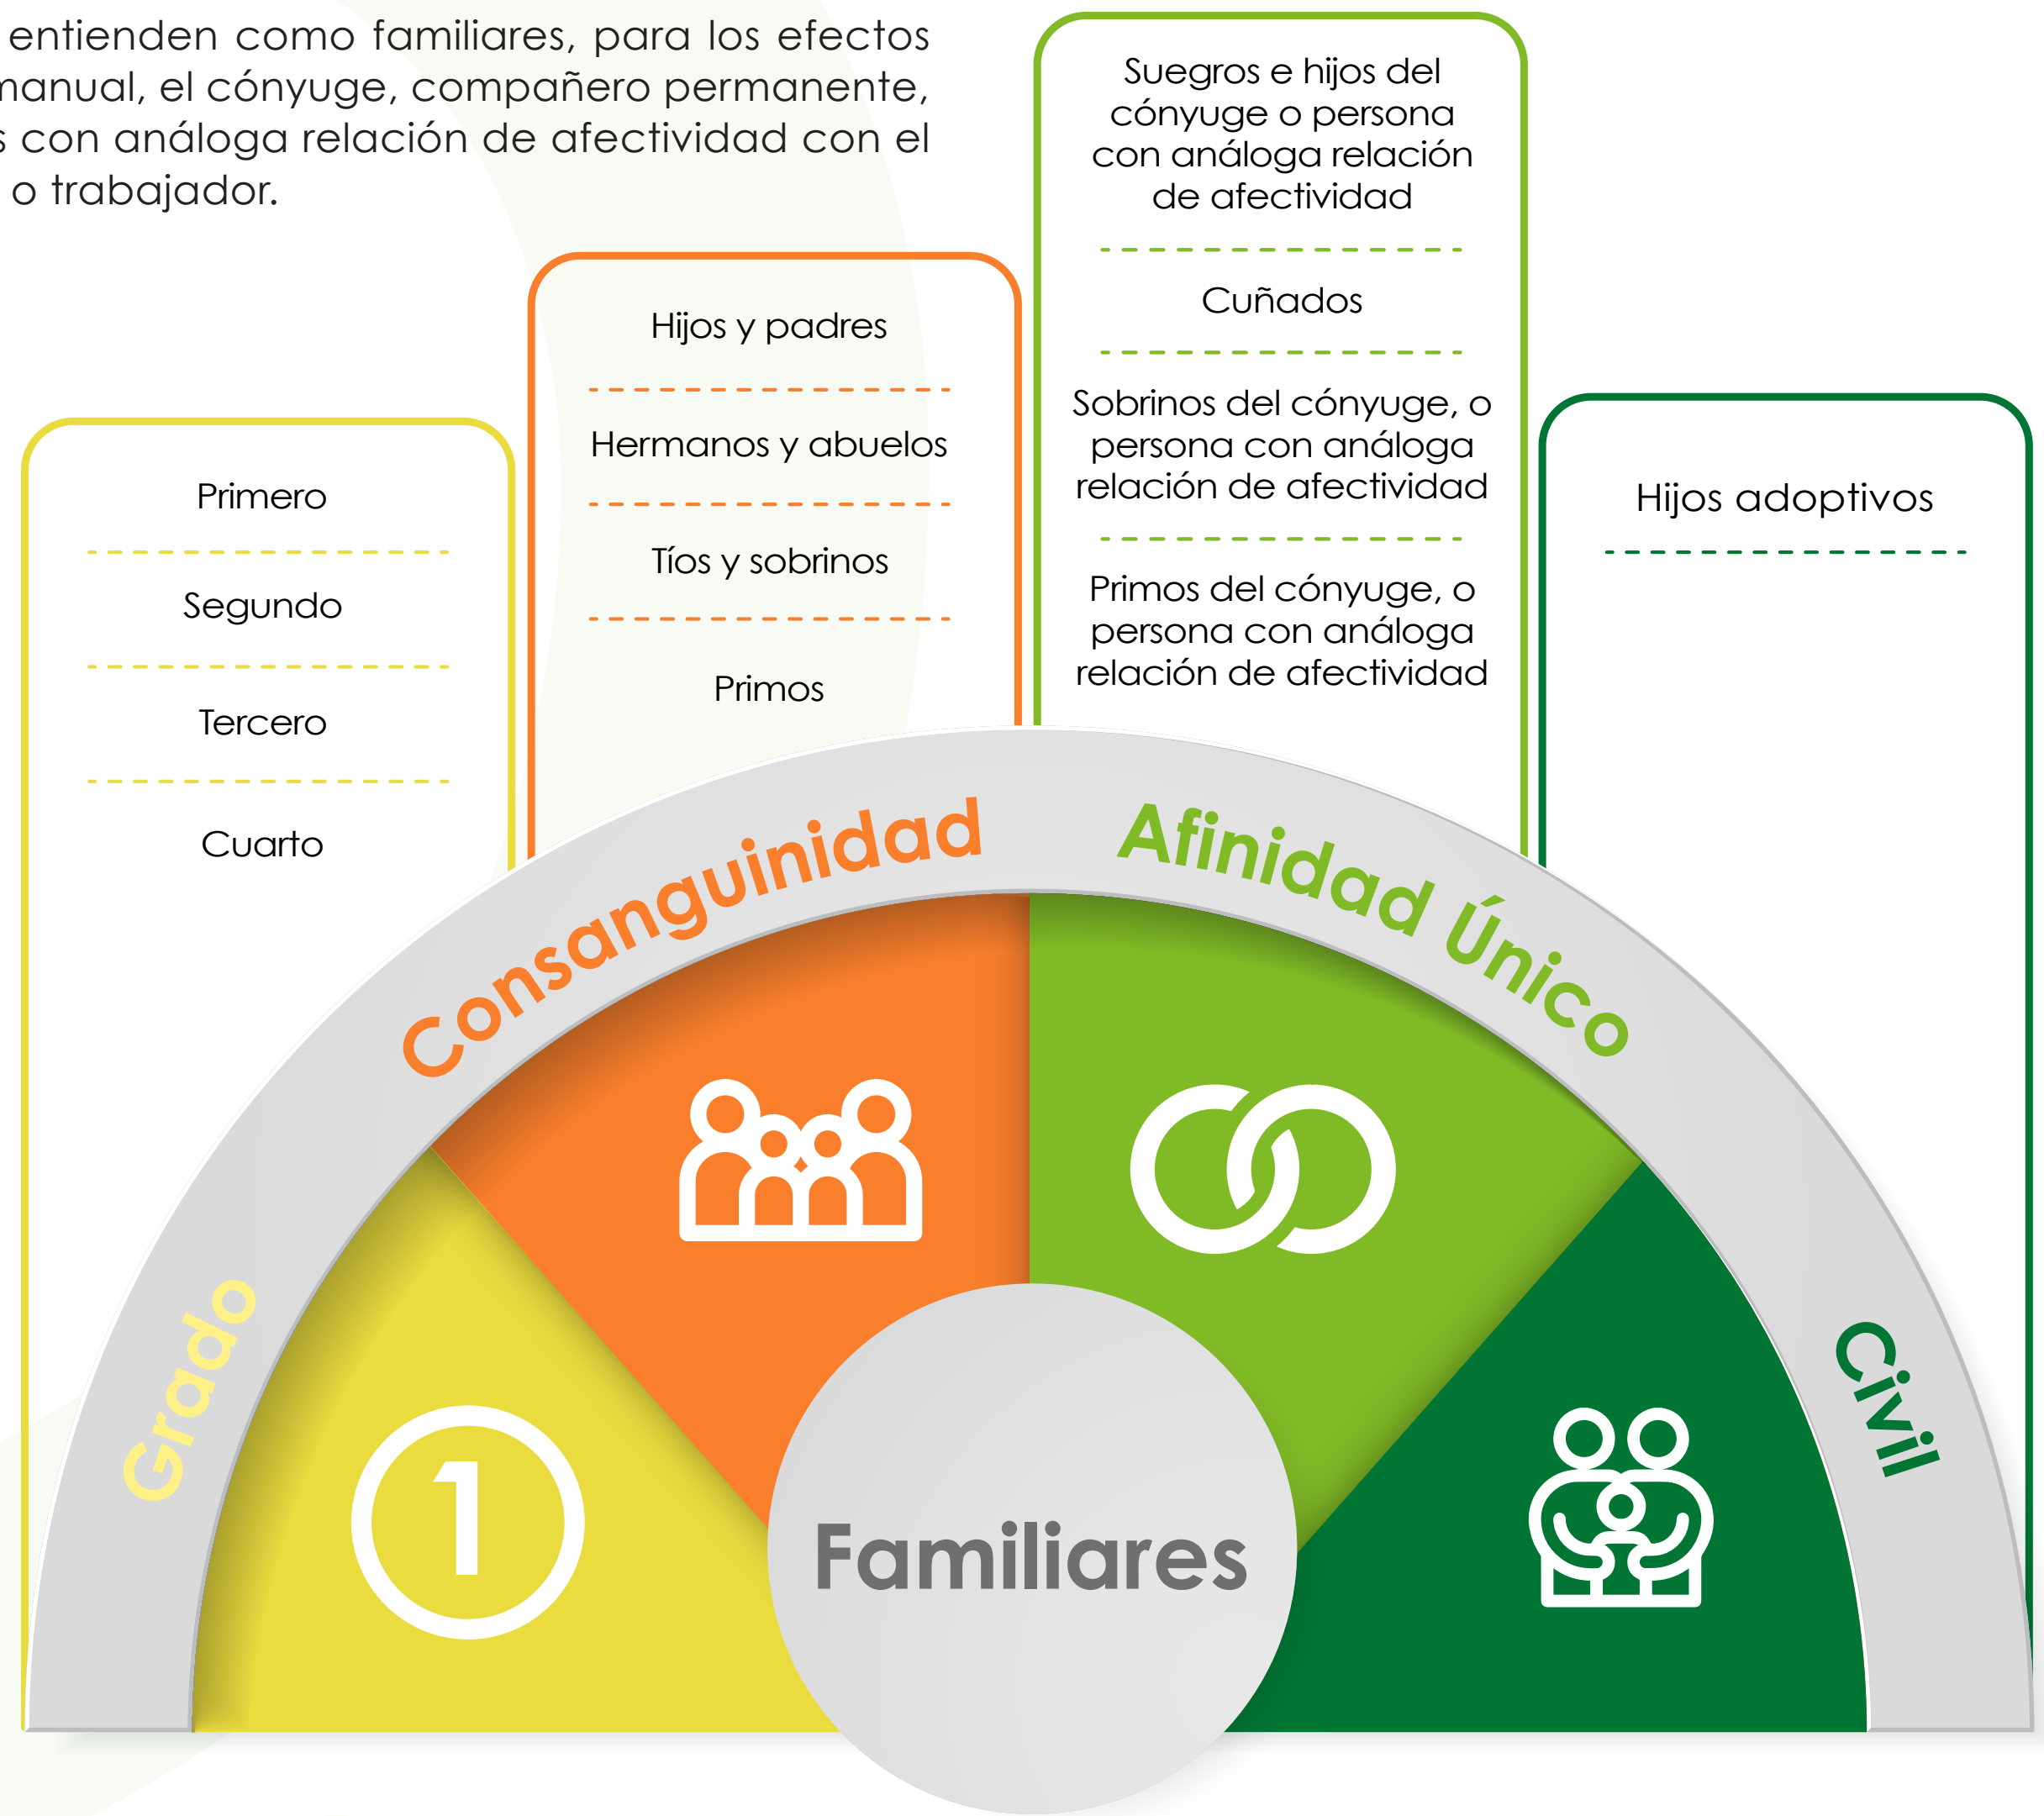 entienden como familiares, para los efectos
manual, el cónyuge, compañero permanente,
s con análoga relación de afectividad con el
o trabajador.
Primero
Segundo
Tercero
Cuarto
Hijos y padres
Hermanos y abuelos
Tíos y sobrinos
Primos
Suegros e hijos del
cónyuge o persona
con análoga relación
de afectividad
Cuñados
Sobrinos del cónyuge, o
persona con análoga
relación de afectividad
Primos del cónyuge, o
persona con análoga
relación de afectividad
Hijos adoptivos
Grado
Consanguinidad
Afinidad Único
Civil
1
Familiares